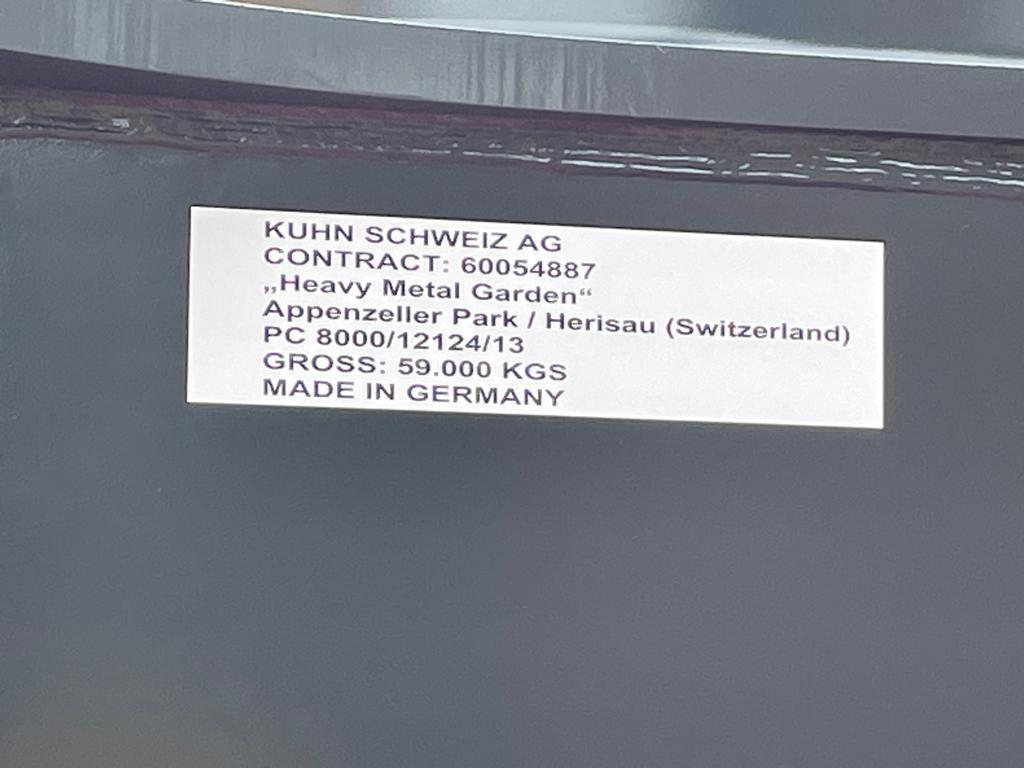 KUHN SCHWEIZ AG
CONTRACT: 60054887
„Heavy Metal Garden“
Appenzeller Park / Herisau (Switzerland)
PC 8000/12124/13
GROSS: 59.000 KGS
MADE IN GERMANY